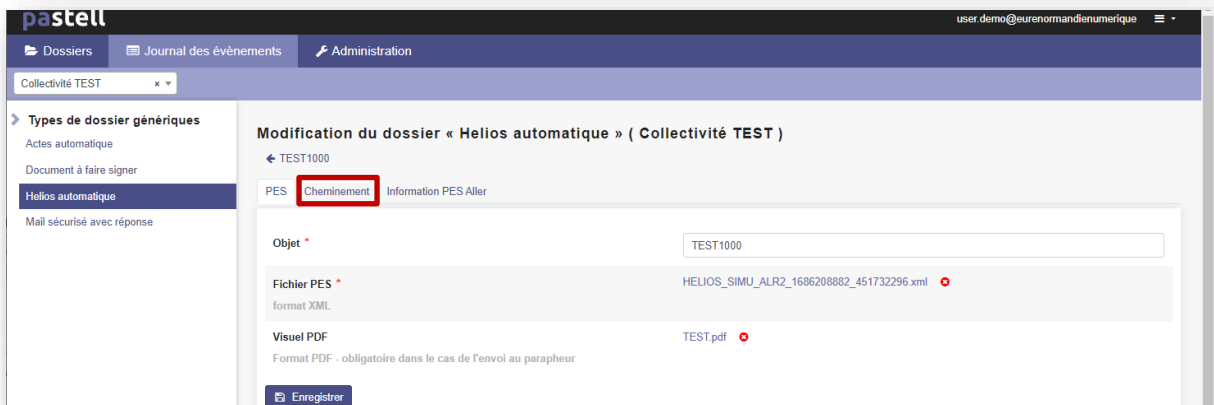 pastell
user.demo@eurenormandienumerique
Dossiers Journal des évènements Administration
Collectivité TEST ×
Types de dossier génériques
Actes automatique
Document à faire signer
Helios automatique
Mail sécurisé avec réponse
Modification du dossier « Helios automatique » ( Collectivité TEST )
TEST1000
PES Cheminement Information PES Aller
Objet * TEST1000
Fichier PES * HELIOS_SIMU_ALR2_1686208882_451732296.xml
format XML
Visuel PDF TEST.pdf
Format PDF - obligatoire dans le cas de l'envoi au parapheur
Enregistrer